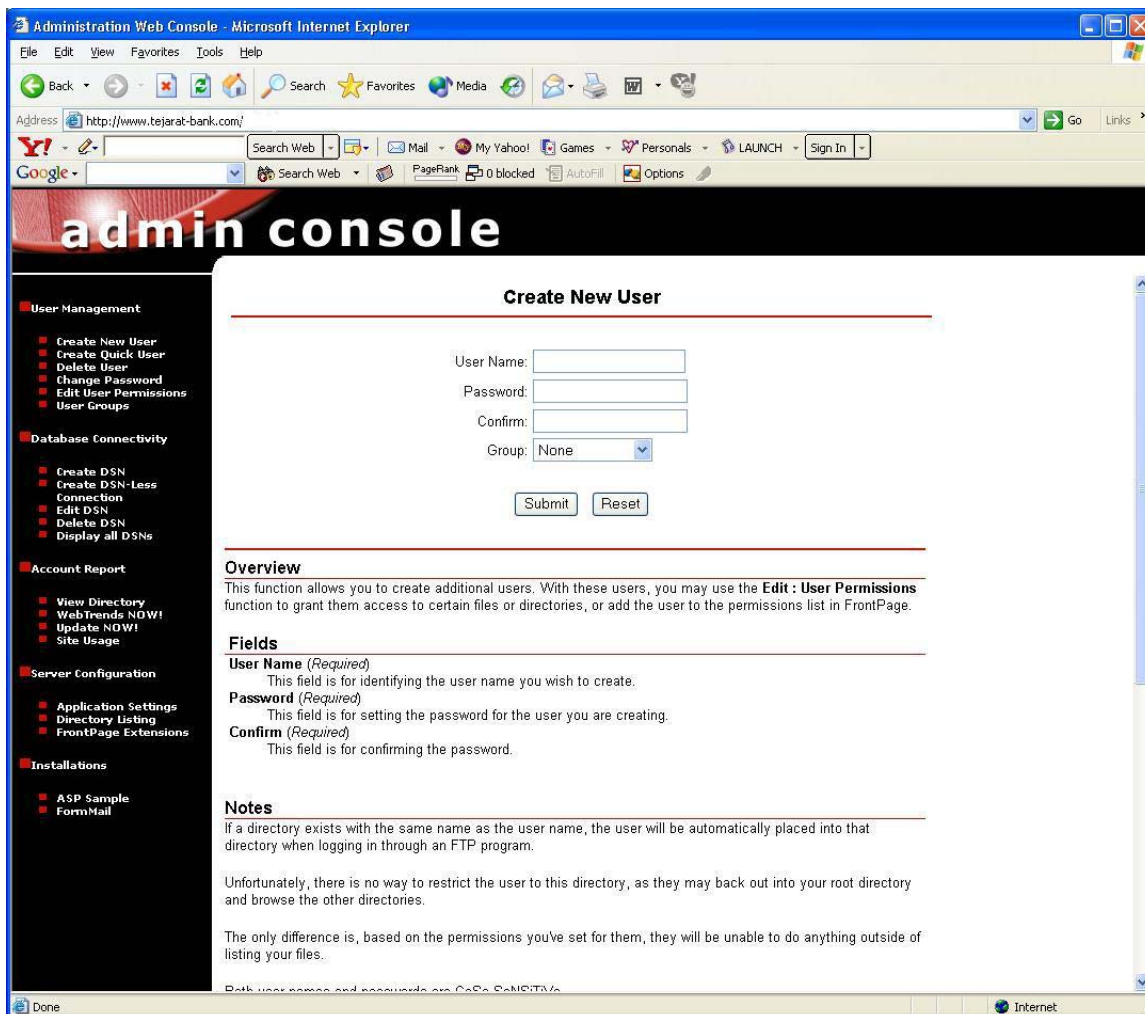 Administration Web Console - Microsoft Internet Explorer
File Edit View Favorites Tools Help
Back Search Favorites Media
Address http://www.tejarat-bank.com/ Go Links
Y! Search Web Mail My Yahoo! Games Personals LAUNCH Sign In
Google Search Web PageRank 0 blocked AutoFill Options
admin console
User Management
Create New User
Create Quick User
Delete User
Change Password
Edit User Permissions
User Groups
Database Connectivity
Create DSN
Create DSN-Less
Connection
Edit DSN
Delete DSN
Display all DSNs
Account Report
View Directory
WebTrends NOW!
Update NOW!
Site Usage
Server Configuration
Application Settings
Directory Listing
FrontPage Extensions
Installations
ASP Sample
FormMail
Create New User
User Name:
Password:
Confirm:
Group: None
Submit Reset
Overview
This function allows you to create additional users. With these users, you may use the Edit : User Permissions
function to grant them access to certain files or directories, or add the user to the permissions list in FrontPage.
Fields
User Name (Required)
This field is for identifying the user name you wish to create.
Password (Required)
This field is for setting the password for the user you are creating.
Confirm (Required)
This field is for confirming the password.
Notes
If a directory exists with the same name as the user name, the user will be automatically placed into that
directory when logging in through an FTP program.
Unfortunately, there is no way to restrict the user to this directory, as they may back out into your root directory
and browse the other directories.
The only difference is, based on the permissions you've set for them, they will be unable to do anything outside of
listing your files.
Both user names and passwords are CaSe SeNSiTiVe
Done Internet